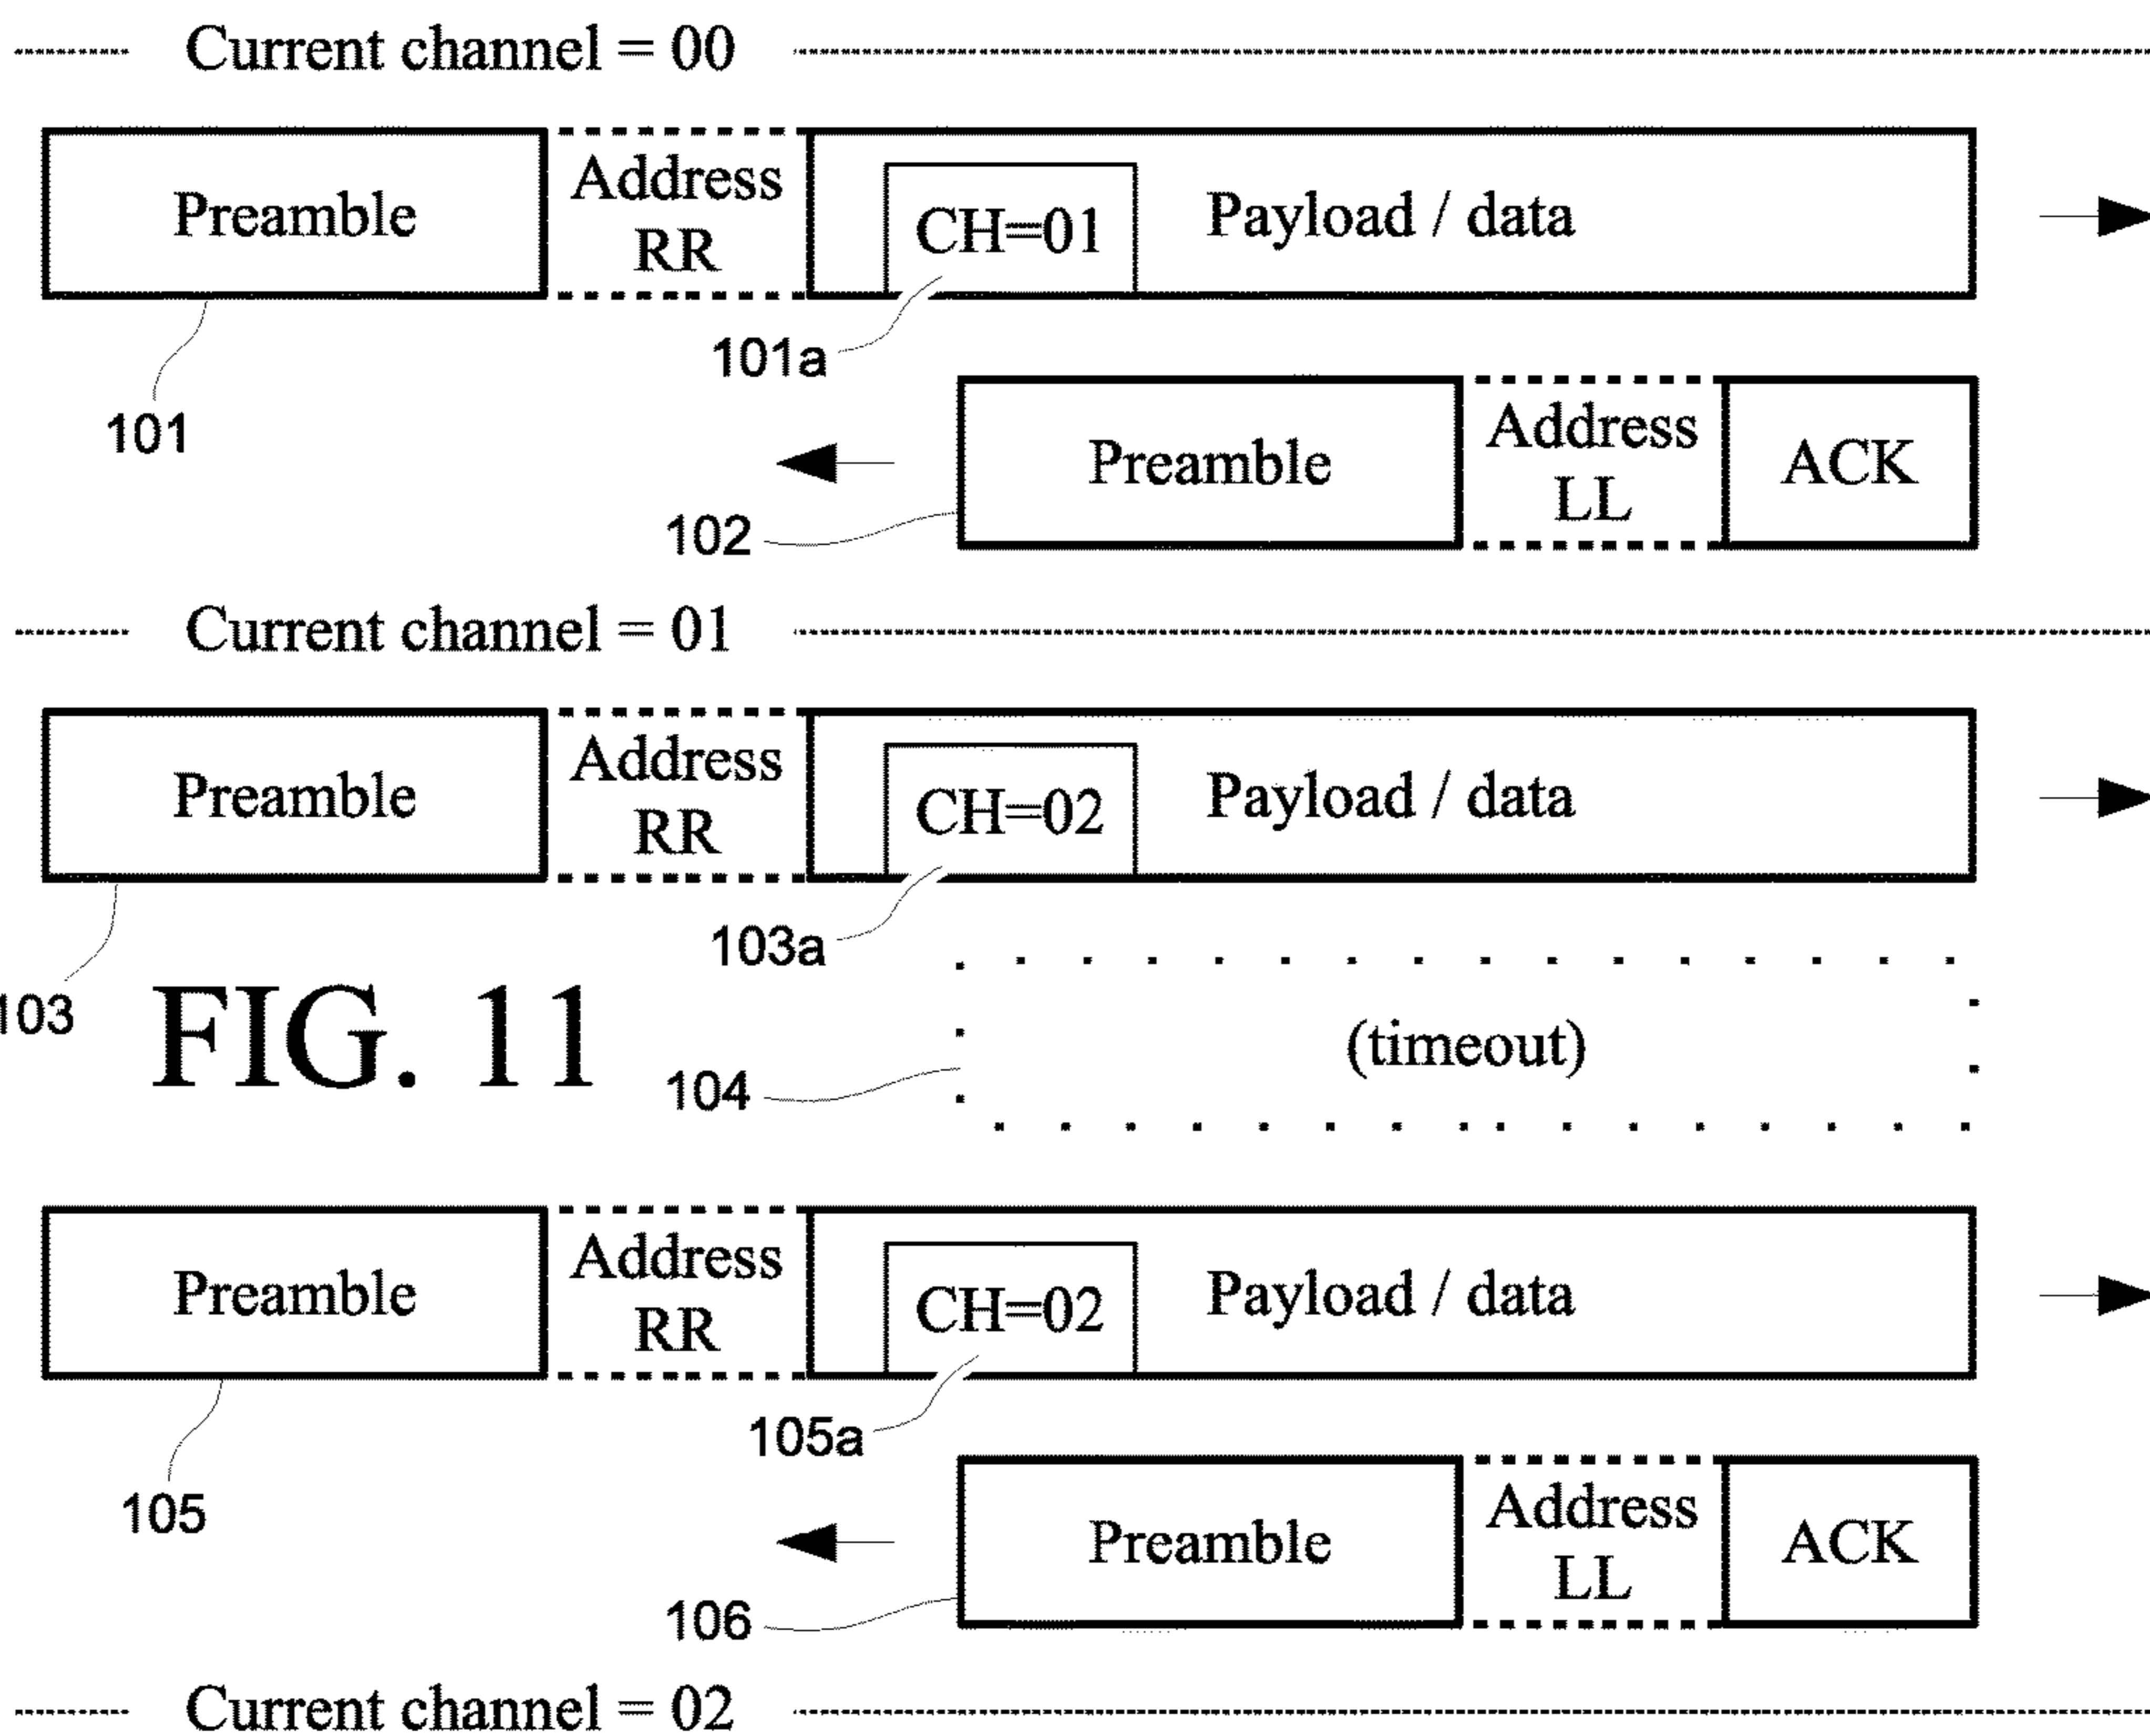 Current channel = 00
Preamble
Address
RR
CH=01
Payload / data
101
101a
Preamble
Address
LL
ACK
102
Current channel = 01
Preamble
Address
RR
CH=02
Payload / data
103
103a
FIG. 11
104
(timeout)
Preamble
Address
RR
CH=02
Payload / data
105
105a
Preamble
Address
LL
ACK
106
Current channel = 02